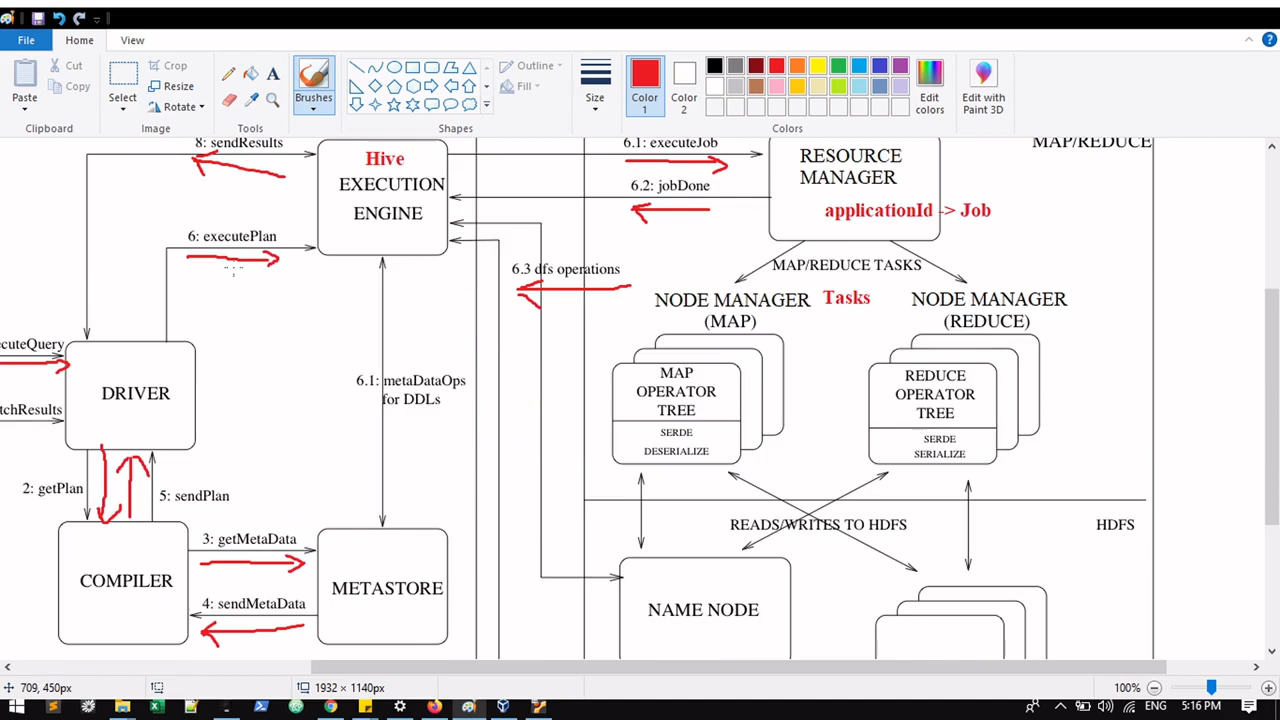 File
Home
View
Cut
Copy
Paste
Clipboard
Crop
Resize
Rotate
Select
Image
Tools
Brushes
Shapes
Outline
Fill
Size
Color 1
Color 2
Edit colors
Colors
Edit with Paint 3D
8: sendResults
Hive
EXECUTION
ENGINE
6.1: executeJob
6.2: jobDone
RESOURCE
MANAGER
applicationId -> Job
MAP/REDUCE
6: executePlan
6.3 dfs operations
MAP/REDUCE TASKS
NODE MANAGER
(MAP)
Tasks
NODE MANAGER
(REDUCE)
MAP
OPERATOR
TREE
SERDE
DESERIALIZE
REDUCE
OPERATOR
TREE
SERDE
SERIALIZE
ecuteQuery
DRIVER
tchResults
6.1: metaDataOps
for DDLs
2: getPlan
5: sendPlan
READS/WRITES TO HDFS
HDFS
COMPILER
3: getMetaData
4: sendMetaData
METASTORE
NAME NODE
709, 450px
1932 × 1140px
100%
ENG
5:16 PM